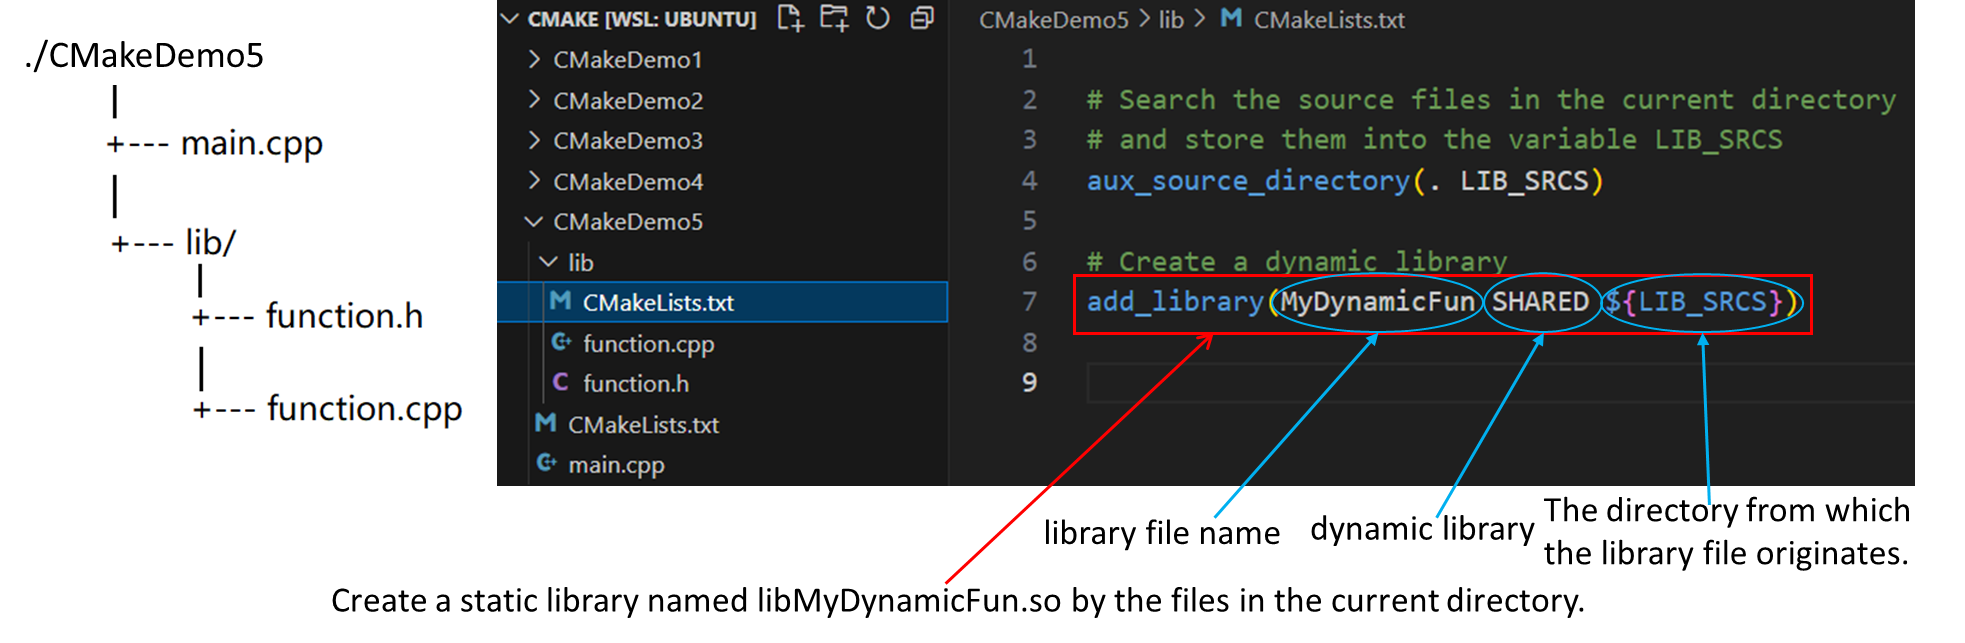 ./CMakeDemo5
|
+--- main.cpp
|
+--- lib/
|
+--- function.h
|
+--- function.cpp
CMAKE [WSL: UBUNTU]
CMakeDemo1
CMakeDemo2
CMakeDemo3
CMakeDemo4
CMakeDemo5
lib
CMakeLists.txt
function.cpp
function.h
CMakeLists.txt
main.cpp
CMakeDemo5 > lib > CMakeLists.txt
1
2 # Search the source files in the current directory
3 # and store them into the variable LIB_SRCS
4 aux_source_directory(. LIB_SRCS)
5
6 # Create a dynamic library
7 add_library(MyDynamicFun SHARED ${LIB_SRCS})
8
9
library file name
dynamic library
The directory from which
the library file originates.
Create a static library named libMyDynamicFun.so by the files in the current directory.